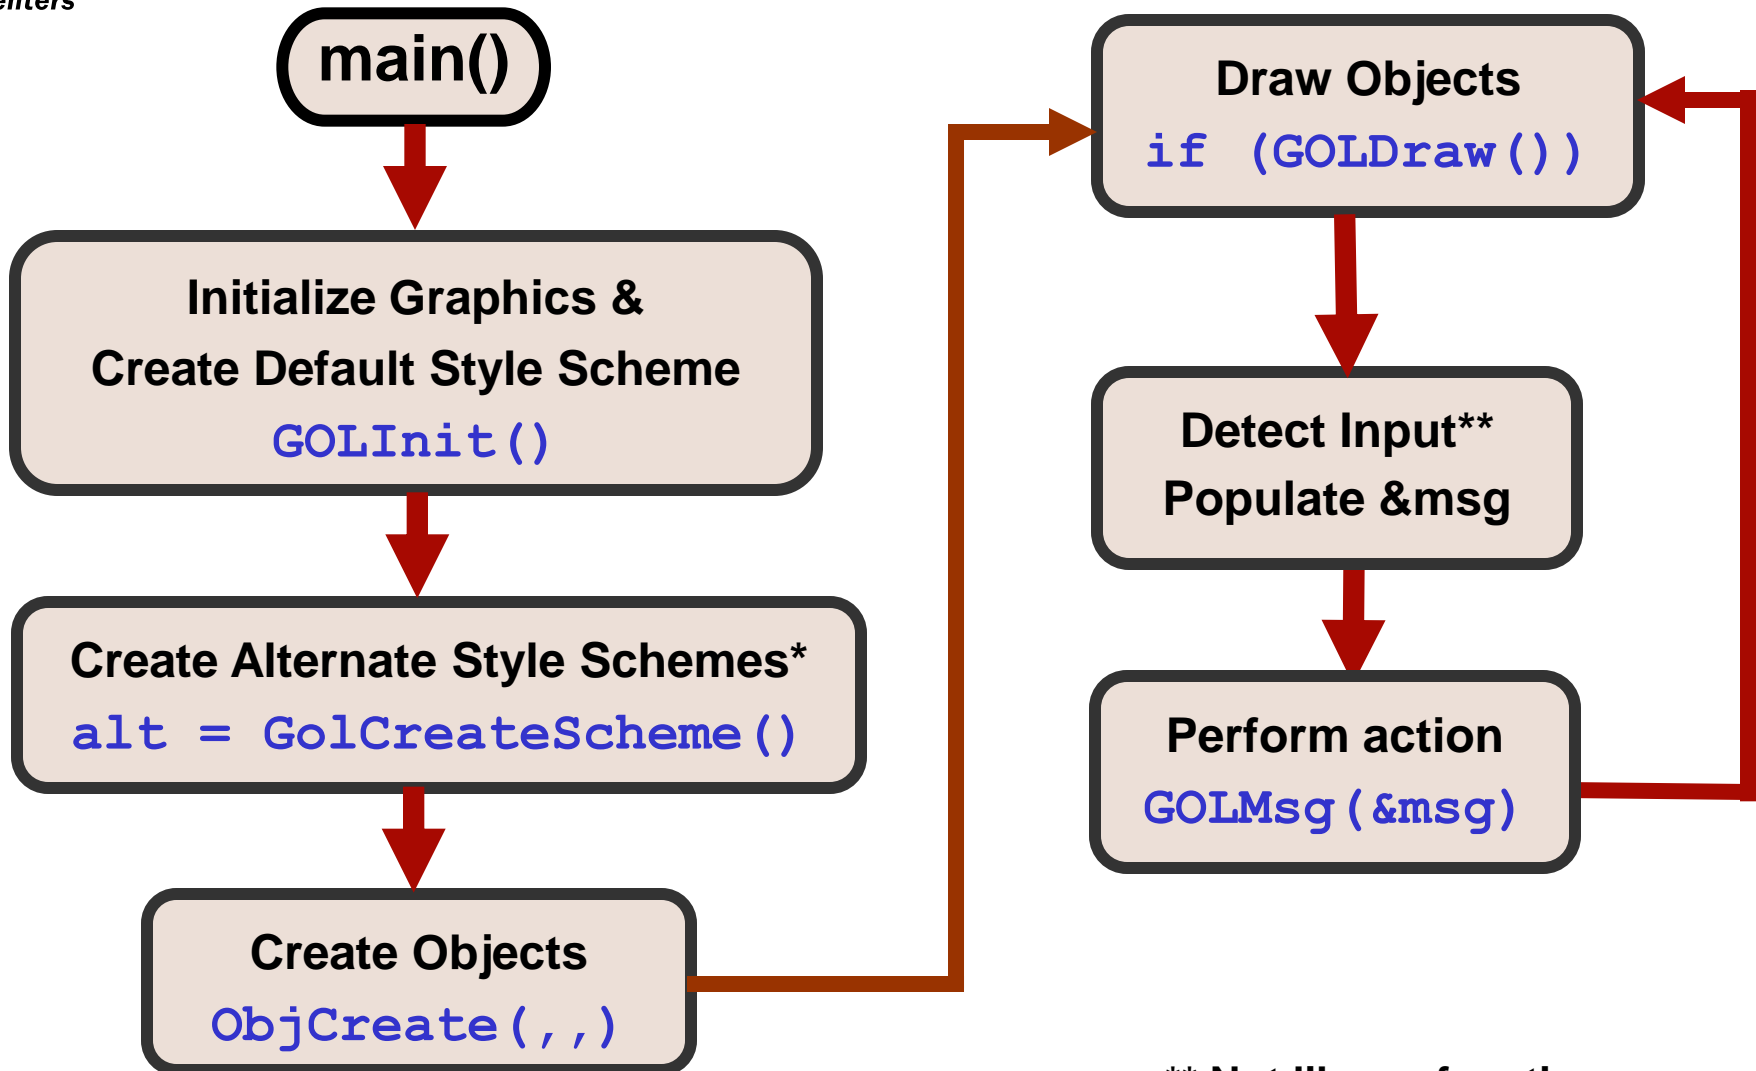 main()
Initialize Graphics &
Create Default Style Scheme
GOLInit()
Create Alternate Style Schemes*
alt = GolCreateScheme()
Create Objects
ObjCreate(,,)
Draw Objects
if (GOLDraw())
Detect Input**
Populate &msg
Perform action
GOLMsg(&msg)